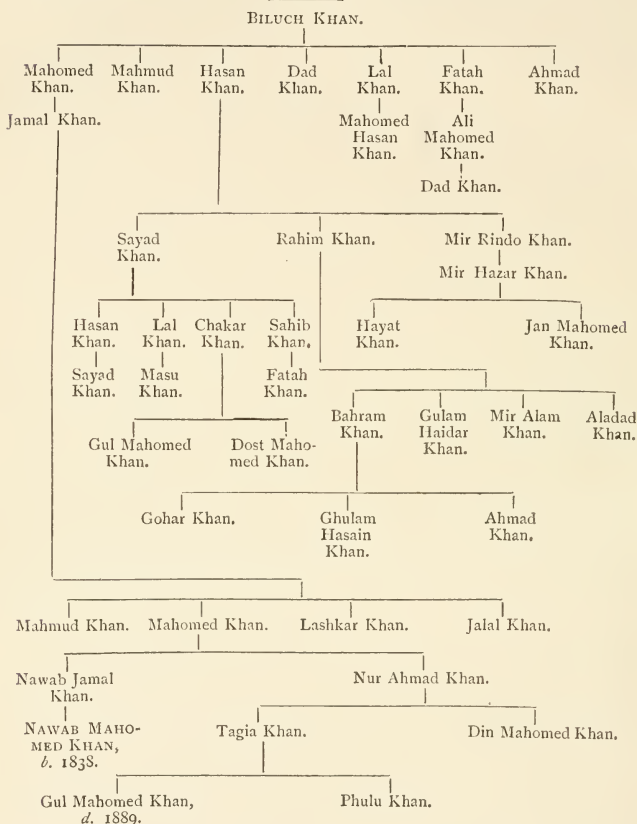 BILUCH KHAN.
Mahomed Khan. Mahmud Khan. Hasan Khan. Dad Khan. Lal Khan. Fatah Khan. Ahmad Khan.
Jamal Khan. Mahomed Hasan Khan. Ali Mahomed Khan.
Dad Khan.
Sayad Khan. Rahim Khan. Mir Rindo Khan.
Mir Hazar Khan.
Hasan Khan. Lal Khan. Chakar Khan. Sahib Khan. Hayat Khan. Jan Mahomed Khan.
Sayad Khan. Masu Khan. Fatah Khan.
Bahram Khan. Gulam Haidar Khan. Mir Alam Khan. Aladad Khan.
Gul Mahomed Khan. Dost Maho-
med Khan.
Gohar Khan. Ghulam Hasain Khan. Ahmad Khan.
Mahmud Khan. Mahomed Khan. Lashkar Khan. Jalal Khan.
Nawab Jamal Khan. Nur Ahmad Khan.
NAWAB MAHO-
MED KHAN,
b. 1838.
Tagia Khan. Din Mahomed Khan.
Gul Mahomed Khan,
d. 1889.
Phulu Khan.